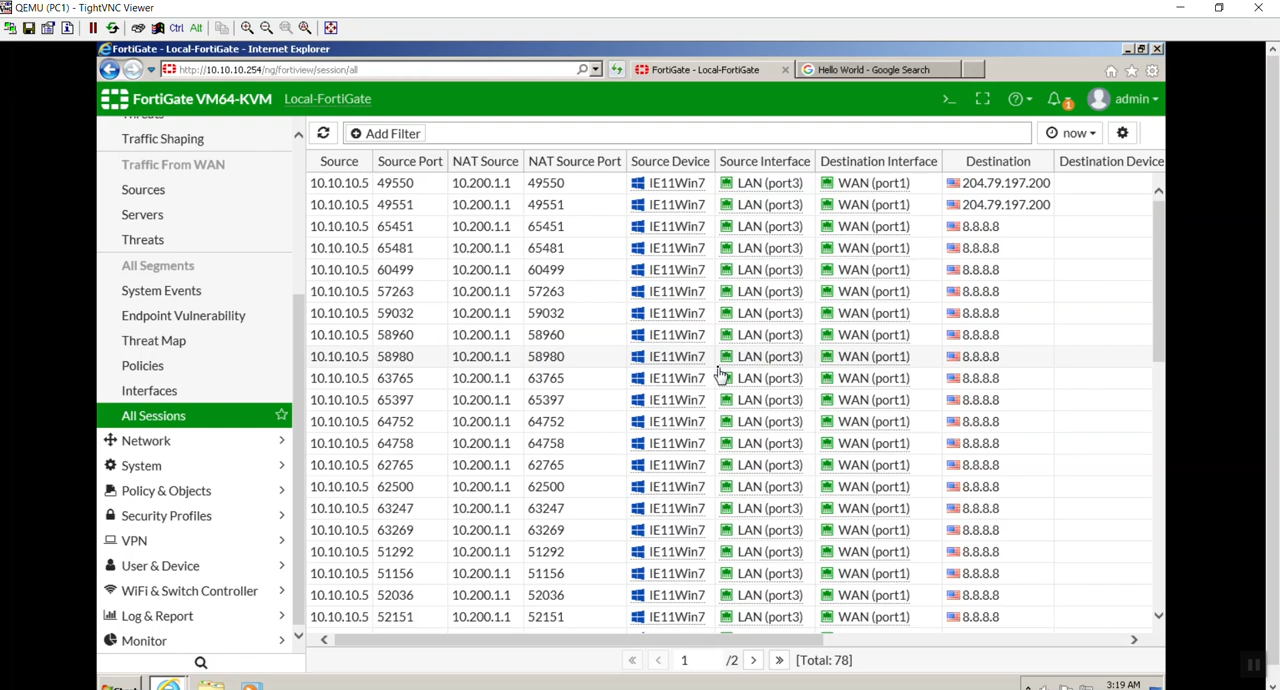 QEMU (PC1) - TightVNC Viewer
Ctrl Alt
FortiGate - Local-FortiGate - Internet Explorer
http://10.10.10.254/ng/fortiview/session/all
FortiGate - Local-FortiGate
Hello World - Google Search
FortiGate VM64-KVM Local-FortiGate
1
admin
Threats
Traffic Shaping
Traffic From WAN
Sources
Servers
Threats
All Segments
System Events
Endpoint Vulnerability
Threat Map
Policies
Interfaces
All Sessions
Network
System
Policy & Objects
Security Profiles
VPN
User & Device
WiFi & Switch Controller
Log & Report
Monitor
Add Filter
now
Source Source Port NAT Source NAT Source Port Source Device Source Interface Destination Interface Destination Destination Device
10.10.10.5 49550 10.200.1.1 49550 IE11Win7 LAN (port3) WAN (port1) 204.79.197.200
10.10.10.5 49551 10.200.1.1 49551 IE11Win7 LAN (port3) WAN (port1) 204.79.197.200
10.10.10.5 65451 10.200.1.1 65451 IE11Win7 LAN (port3) WAN (port1) 8.8.8.8
10.10.10.5 65481 10.200.1.1 65481 IE11Win7 LAN (port3) WAN (port1) 8.8.8.8
10.10.10.5 60499 10.200.1.1 60499 IE11Win7 LAN (port3) WAN (port1) 8.8.8.8
10.10.10.5 57263 10.200.1.1 57263 IE11Win7 LAN (port3) WAN (port1) 8.8.8.8
10.10.10.5 59032 10.200.1.1 59032 IE11Win7 LAN (port3) WAN (port1) 8.8.8.8
10.10.10.5 58960 10.200.1.1 58960 IE11Win7 LAN (port3) WAN (port1) 8.8.8.8
10.10.10.5 58980 10.200.1.1 58980 IE11Win7 LAN (port3) WAN (port1) 8.8.8.8
10.10.10.5 63765 10.200.1.1 63765 IE11Win7 LAN (port3) WAN (port1) 8.8.8.8
10.10.10.5 65397 10.200.1.1 65397 IE11Win7 LAN (port3) WAN (port1) 8.8.8.8
10.10.10.5 64752 10.200.1.1 64752 IE11Win7 LAN (port3) WAN (port1) 8.8.8.8
10.10.10.5 64758 10.200.1.1 64758 IE11Win7 LAN (port3) WAN (port1) 8.8.8.8
10.10.10.5 62765 10.200.1.1 62765 IE11Win7 LAN (port3) WAN (port1) 8.8.8.8
10.10.10.5 62500 10.200.1.1 62500 IE11Win7 LAN (port3) WAN (port1) 8.8.8.8
10.10.10.5 63247 10.200.1.1 63247 IE11Win7 LAN (port3) WAN (port1) 8.8.8.8
10.10.10.5 63269 10.200.1.1 63269 IE11Win7 LAN (port3) WAN (port1) 8.8.8.8
10.10.10.5 51292 10.200.1.1 51292 IE11Win7 LAN (port3) WAN (port1) 8.8.8.8
10.10.10.5 51156 10.200.1.1 51156 IE11Win7 LAN (port3) WAN (port1) 8.8.8.8
10.10.10.5 52036 10.200.1.1 52036 IE11Win7 LAN (port3) WAN (port1) 8.8.8.8
10.10.10.5 52151 10.200.1.1 52151 IE11Win7 LAN (port3) WAN (port1) 8.8.8.8
1 /2 [Total: 78]
3:19 AM